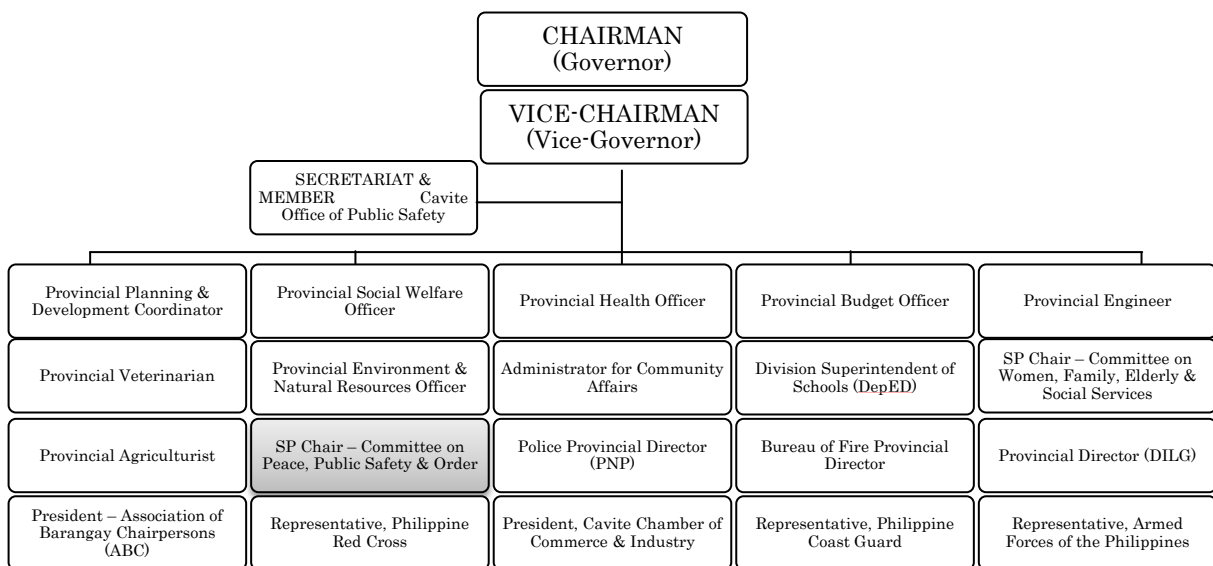 CHAIRMAN
(Governor)
VICE-CHAIRMAN
(Vice-Governor)
SECRETARIAT &
MEMBER Cavite
Office of Public Safety
Provincial Planning &
Development Coordinator
Provincial Social Welfare
Officer
Provincial Health Officer
Provincial Budget Officer
Provincial Engineer
Provincial Veterinarian
Provincial Environment &
Natural Resources Officer
Administrator for Community
Affairs
Division Superintendent of
Schools (DepED)
SP Chair – Committee on
Women, Family, Elderly &
Social Services
Provincial Agriculturist
SP Chair – Committee on
Peace, Public Safety & Order
Police Provincial Director
(PNP)
Bureau of Fire Provincial
Director
Provincial Director (DILG)
President – Association of
Barangay Chairpersons
(ABC)
Representative, Philippine
Red Cross
President, Cavite Chamber of
Commerce & Industry
Representative, Philippine
Coast Guard
Representative, Armed
Forces of the Philippines